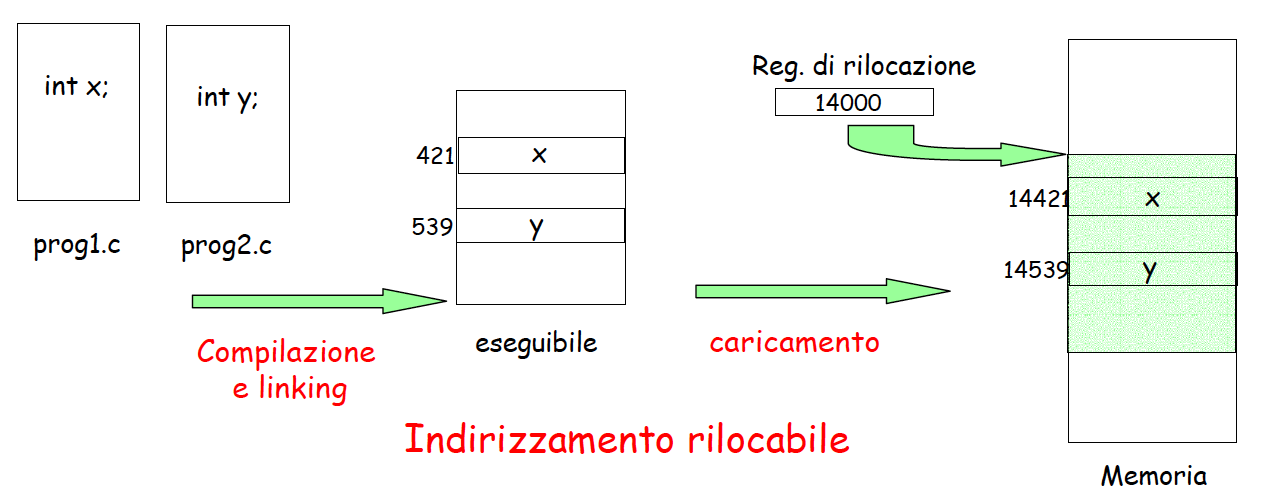 int x;
int y;
prog1.c
prog2.c
Compilazione
e linking
421
x
539
y
eseguibile
caricamento
Reg. di rilocazione
14000
14421
x
14539
y
Memoria
Indirizzamento rilocabile